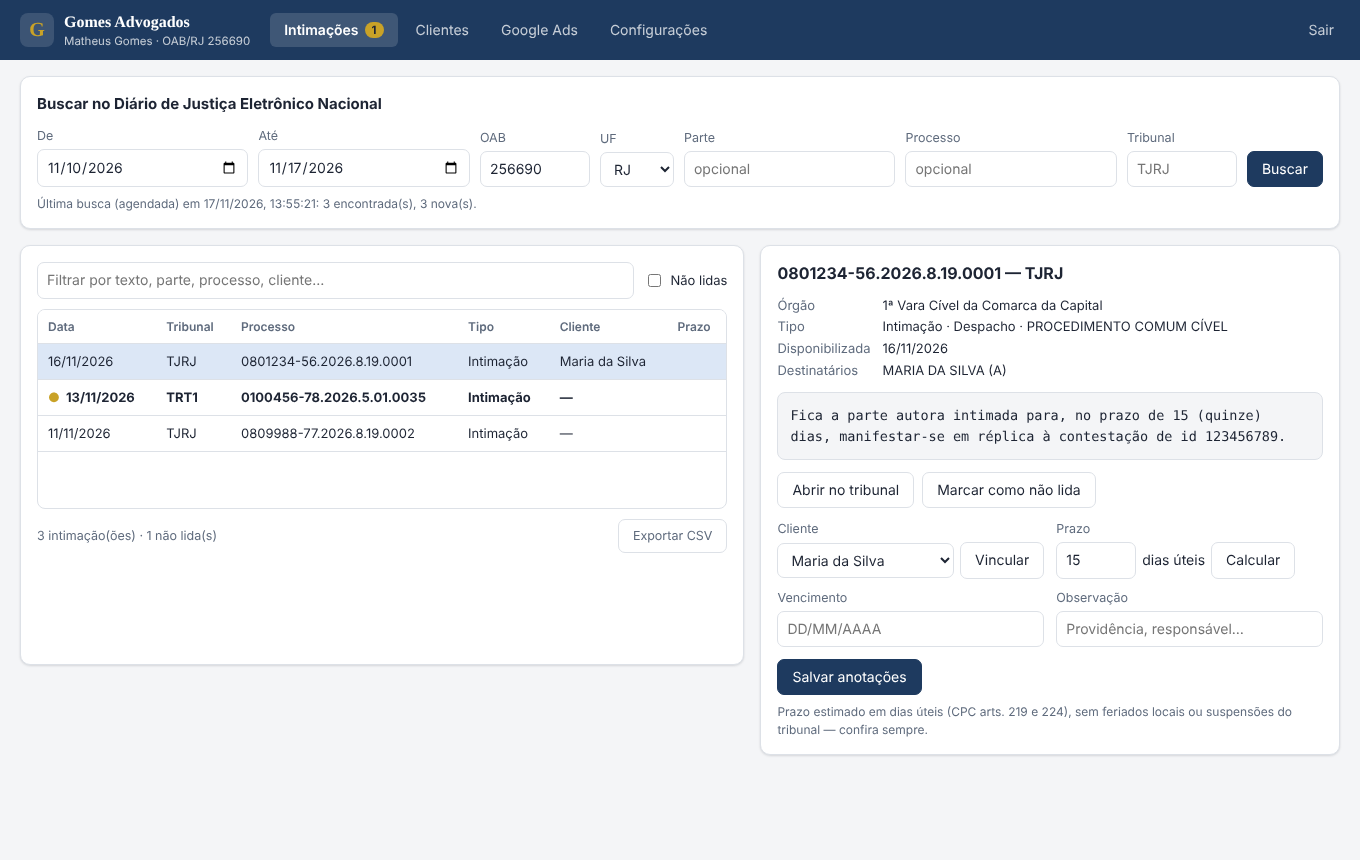 G
Gomes Advogados
Matheus Gomes · OAB/RJ 256690
Intimações 1
Clientes
Google Ads
Configurações
Sair
Buscar no Diário de Justiça Eletrônico Nacional
De
Até
OAB
UF
Parte
Processo
Tribunal
11/10/2026
11/17/2026
256690
RJ
opcional
opcional
TJRJ
Buscar
Última busca (agendada) em 17/11/2026, 13:55:21: 3 encontrada(s), 3 nova(s).
Filtrar por texto, parte, processo, cliente...
Não lidas
Data Tribunal Processo Tipo Cliente Prazo
16/11/2026 TJRJ 0801234-56.2026.8.19.0001 Intimação Maria da Silva
13/11/2026 TRT1 0100456-78.2026.5.01.0035 Intimação —
11/11/2026 TJRJ 0809988-77.2026.8.19.0002 Intimação —
3 intimação(ões) · 1 não lida(s)
Exportar CSV
0801234-56.2026.8.19.0001 — TJRJ
Órgão 1ª Vara Cível da Comarca da Capital
Tipo Intimação · Despacho · PROCEDIMENTO COMUM CÍVEL
Disponibilizada 16/11/2026
Destinatários MARIA DA SILVA (A)
Fica a parte autora intimada para, no prazo de 15 (quinze)
dias, manifestar-se em réplica à contestação de id 123456789.
Abrir no tribunal
Marcar como não lida
Cliente
Prazo
Maria da Silva
Vincular
15 dias úteis
Calcular
Vencimento
Observação
DD/MM/AAAA
Providência, responsável...
Salvar anotações
Prazo estimado em dias úteis (CPC arts. 219 e 224), sem feriados locais ou suspensões do
tribunal — confira sempre.